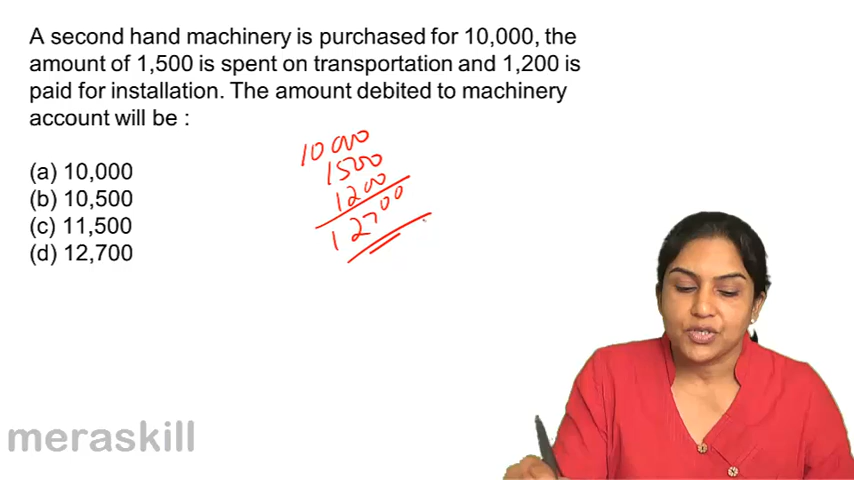 A second hand machinery is purchased for 10,000, the
amount of 1,500 is spent on transportation and 1,200 is
paid for installation. The amount debited to machinery
account will be :
10000
1500
1200
12700
(a) 10,000
(b) 10,500
(c) 11,500
(d) 12,700
meraskill